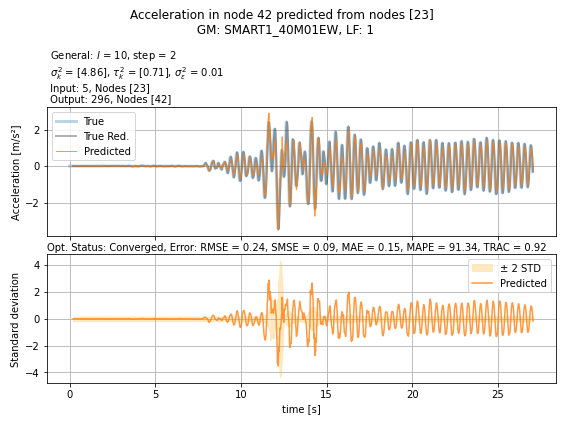 Acceleration in node 42 predicted from nodes [23]
GM: SMART1_40M01EW, LF: 1
General: l = 10, step = 2
σ²ₖ = [4.86], τ²ₖ = [0.71], σ²ε = 0.01
Input: 5, Nodes [23]
Output: 296, Nodes [42]
True
True Red.
Predicted
Acceleration [m/s²]
2
0
−2
Opt. Status: Converged, Error: RMSE = 0.24, SMSE = 0.09, MAE = 0.15, MAPE = 91.34, TRAC = 0.92
± 2 STD
Predicted
Standard deviation
4
2
0
−2
−4
0 5 10 15 20 25
time [s]